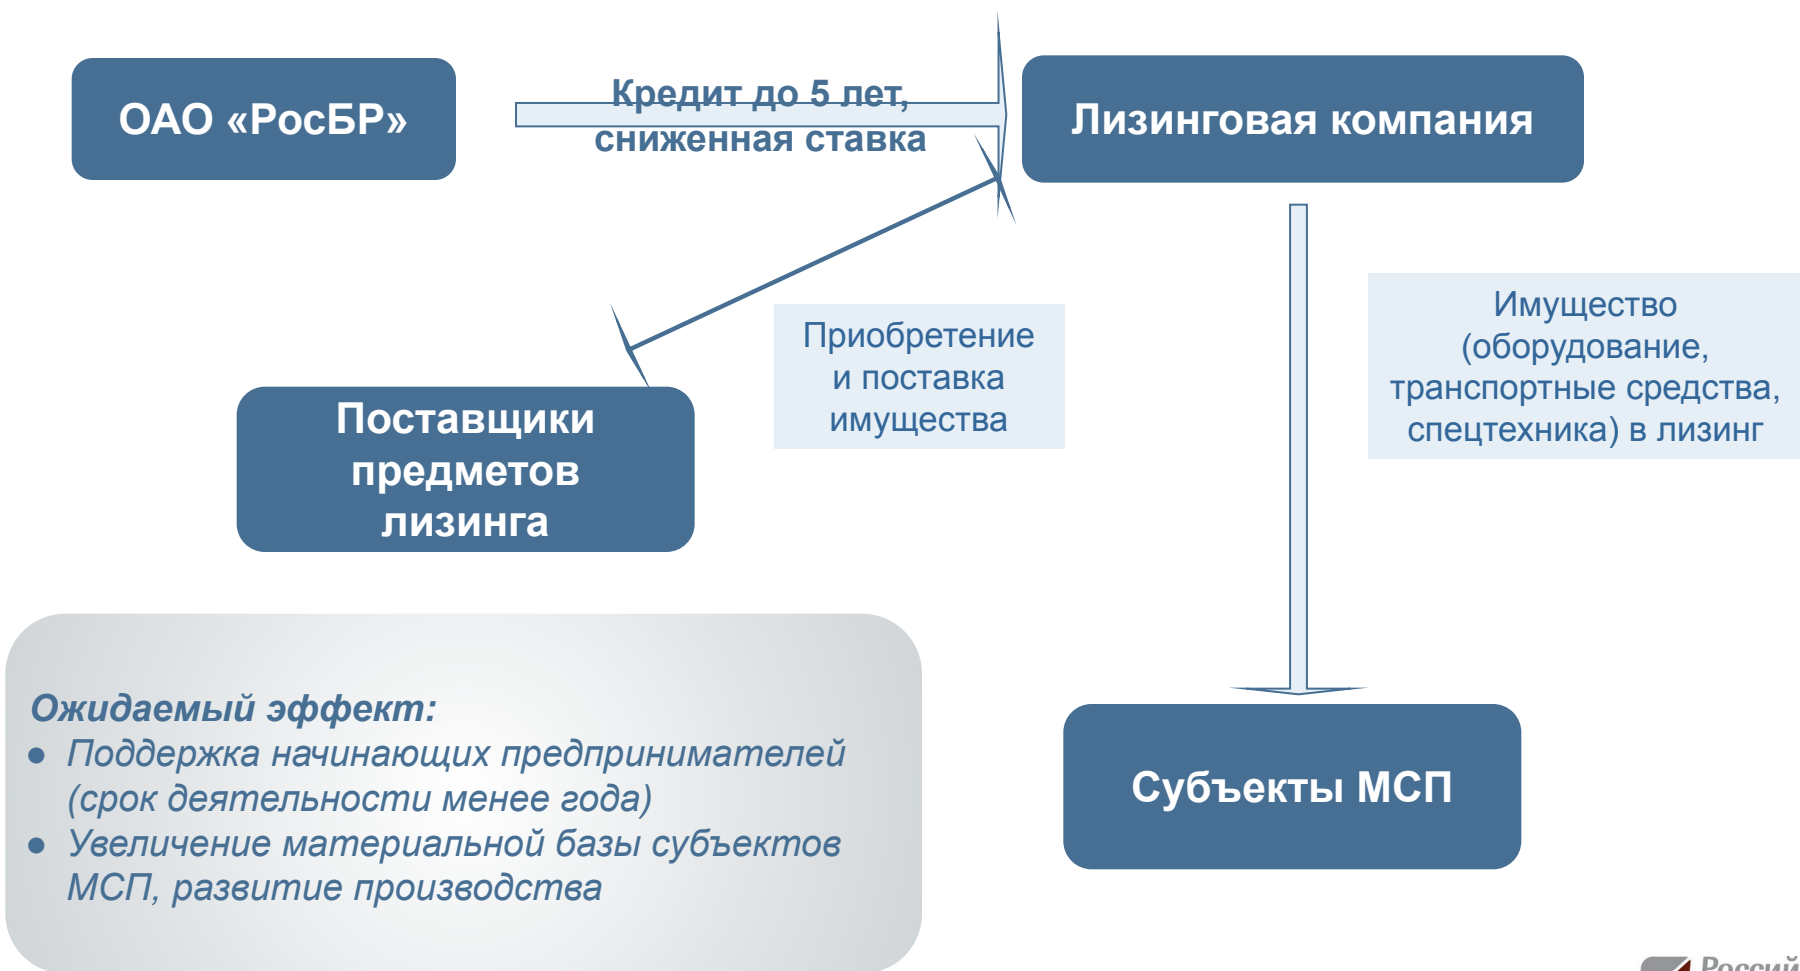 ОАО «РосБР»
Кредит до 5 лет,
сниженная ставка
Лизинговая компания
Приобретение
и поставка
имущества
Имущество
(оборудование,
транспортные средства,
спецтехника) в лизинг
Поставщики
предметов
лизинга
Ожидаемый эффект:
● Поддержка начинающих предпринимателей
(срок деятельности менее года)
● Увеличение материальной базы субъектов
МСП, развитие производства
Субъекты МСП